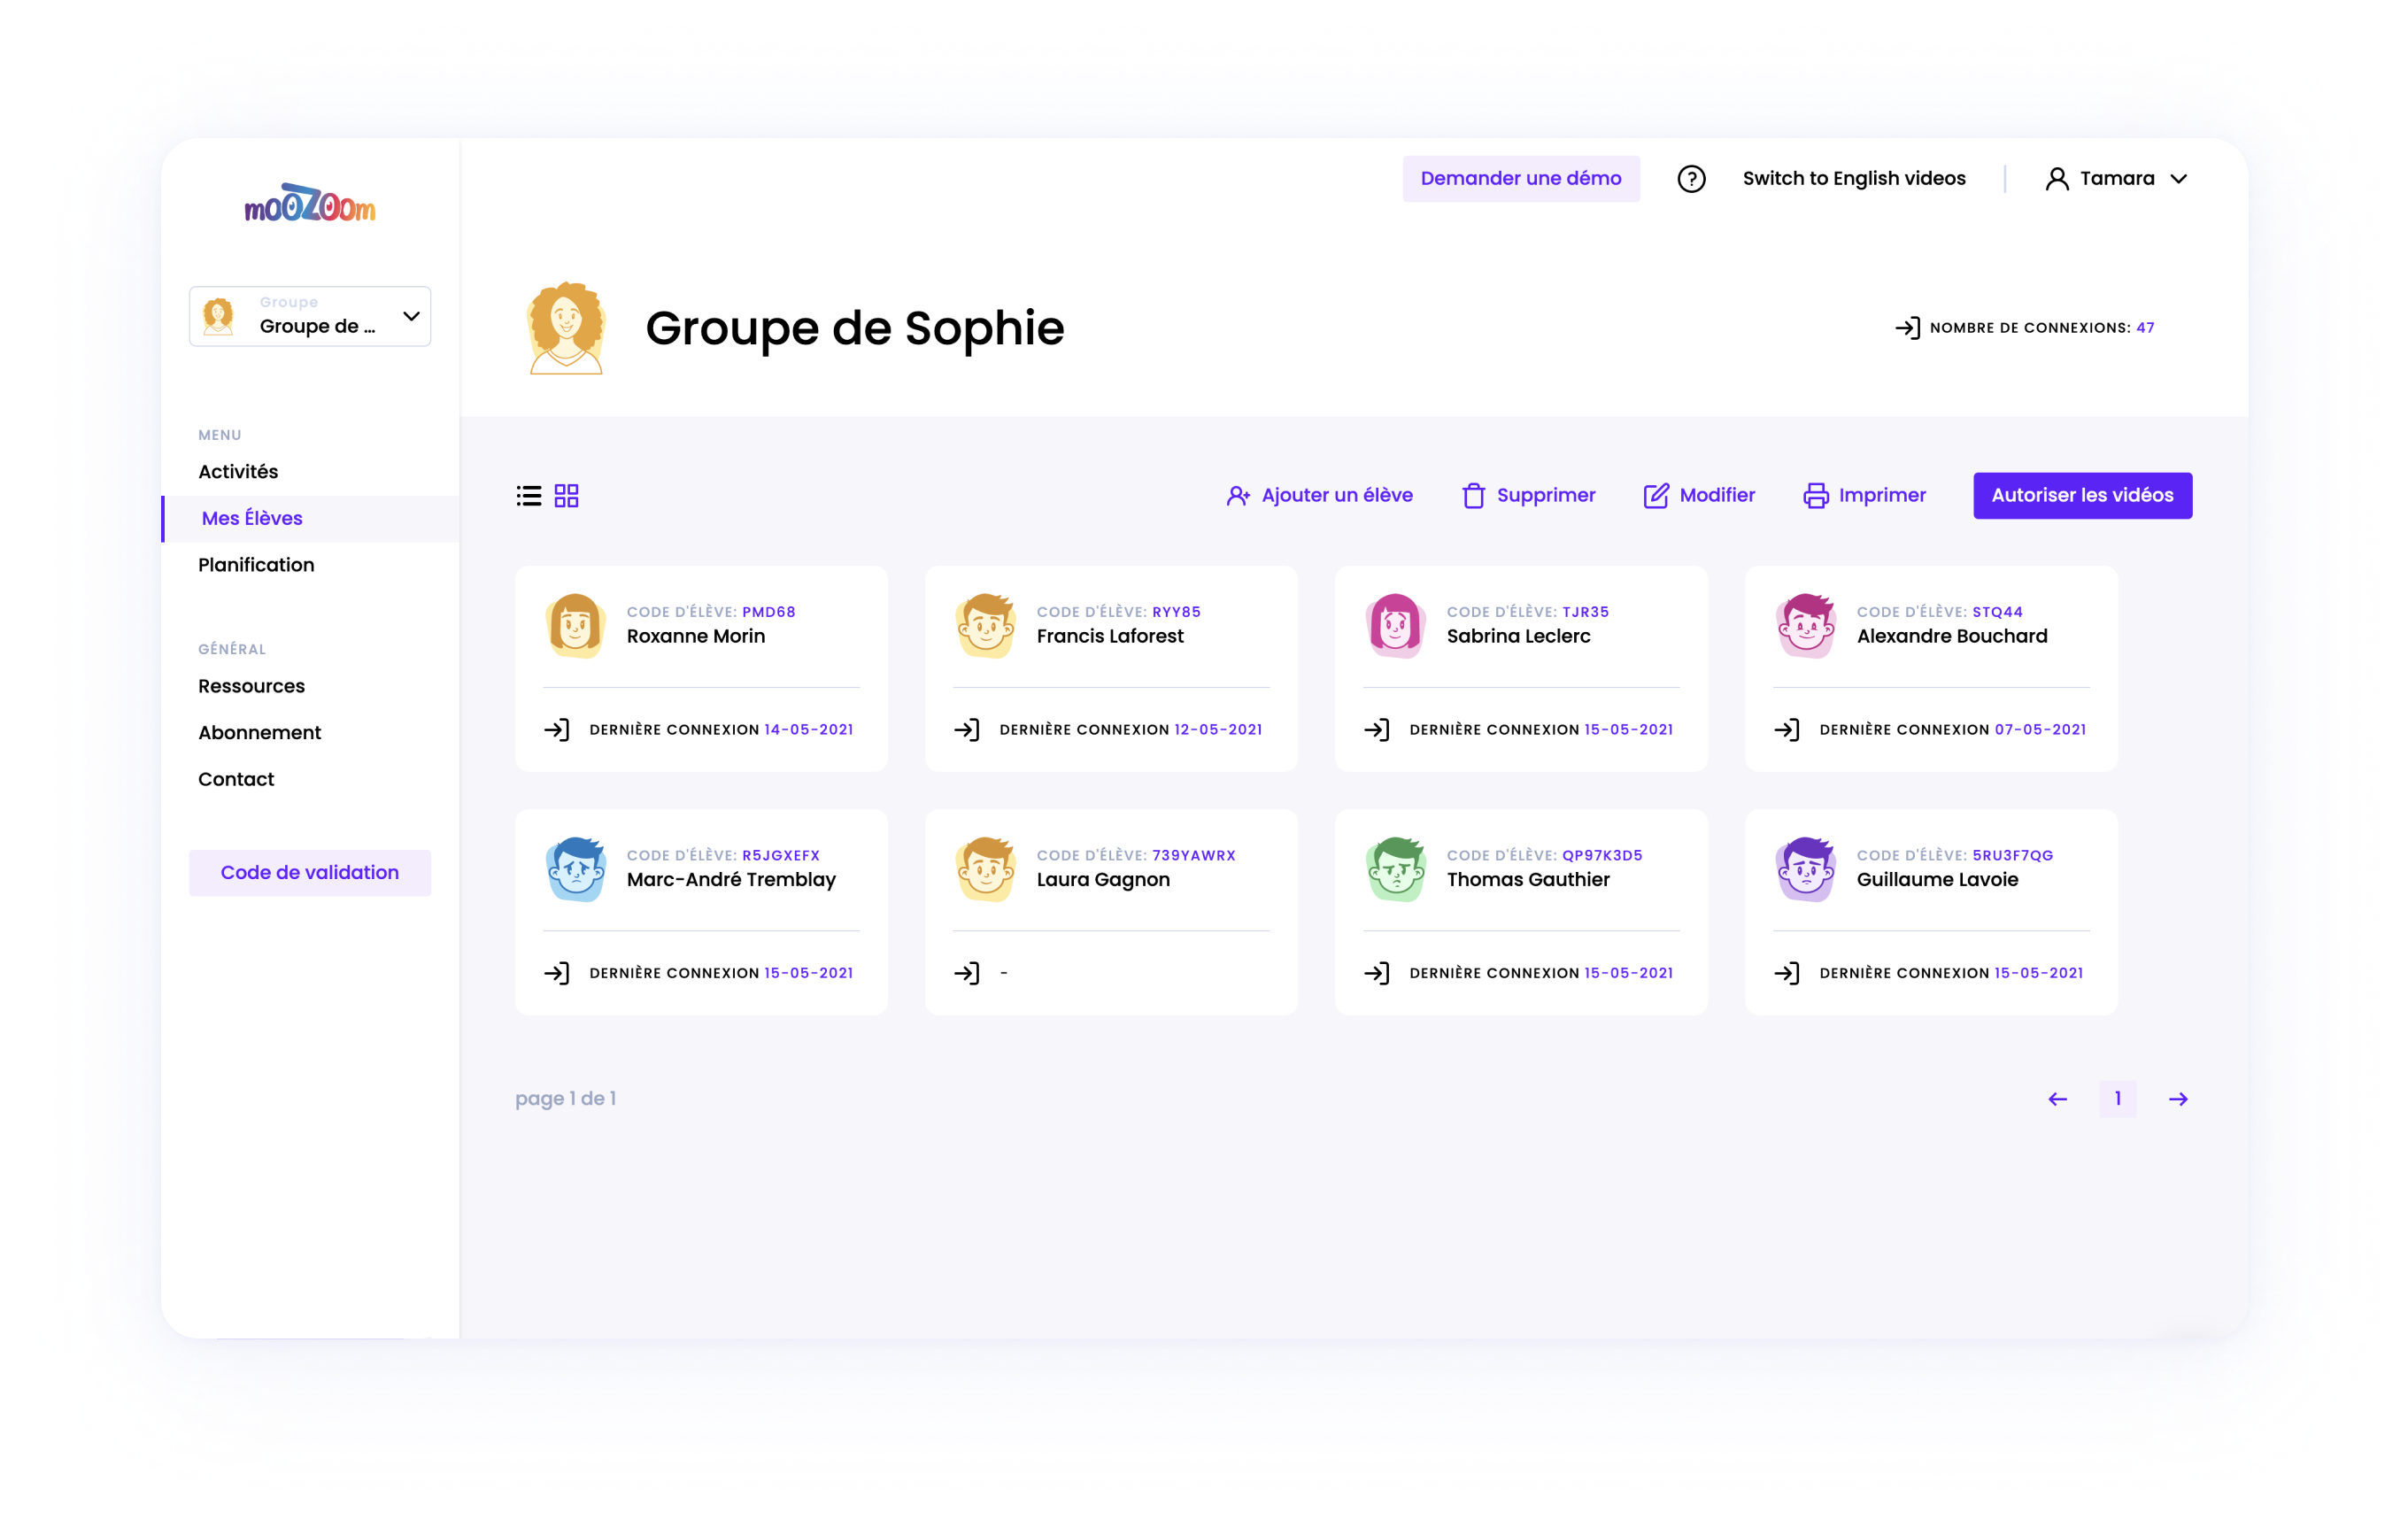 mooZoom
Demander une démo
?
Switch to English videos
Tamara
Groupe
Groupe de ...
Groupe de Sophie
NOMBRE DE CONNEXIONS: 47
MENU
Activités
Mes Élèves
Planification
GÉNÉRAL
Ressources
Abonnement
Contact
Code de validation
Ajouter un élève
Supprimer
Modifier
Imprimer
Autoriser les vidéos
CODE D'ÉLÈVE: PMD68
Roxanne Morin
DERNIÈRE CONNEXION 14-05-2021
CODE D'ÉLÈVE: RYY85
Francis Laforest
DERNIÈRE CONNEXION 12-05-2021
CODE D'ÉLÈVE: TJR35
Sabrina Leclerc
DERNIÈRE CONNEXION 15-05-2021
CODE D'ÉLÈVE: STQ44
Alexandre Bouchard
DERNIÈRE CONNEXION 07-05-2021
CODE D'ÉLÈVE: R5JGXEFX
Marc-André Tremblay
DERNIÈRE CONNEXION 15-05-2021
CODE D'ÉLÈVE: 739YAWRX
Laura Gagnon
-
CODE D'ÉLÈVE: QP97K3D5
Thomas Gauthier
DERNIÈRE CONNEXION 15-05-2021
CODE D'ÉLÈVE: 5RU3F7QG
Guillaume Lavoie
DERNIÈRE CONNEXION 15-05-2021
page 1 de 1
1